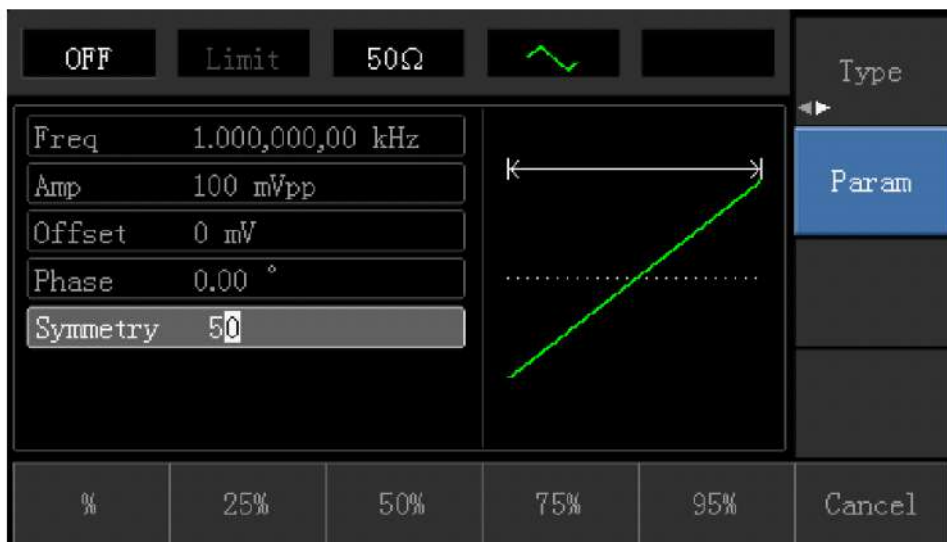 OFF Limit 50Ω
Type
Freq 1.000,000,00 kHz
Param
Amp 100 mVpp
Offset 0 mV
Phase 0.00 °
Symmetry 50
% 25% 50% 75% 95% Cancel